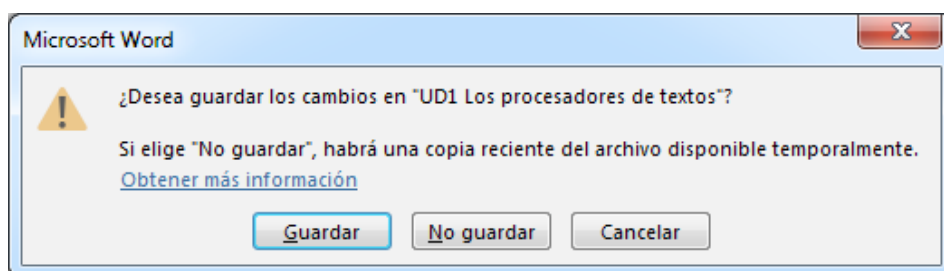 Microsoft Word
¿Desea guardar los cambios en "UD1 Los procesadores de textos"?
Si elige "No guardar", habrá una copia reciente del archivo disponible temporalmente.
Obtener más información
Guardar No guardar Cancelar